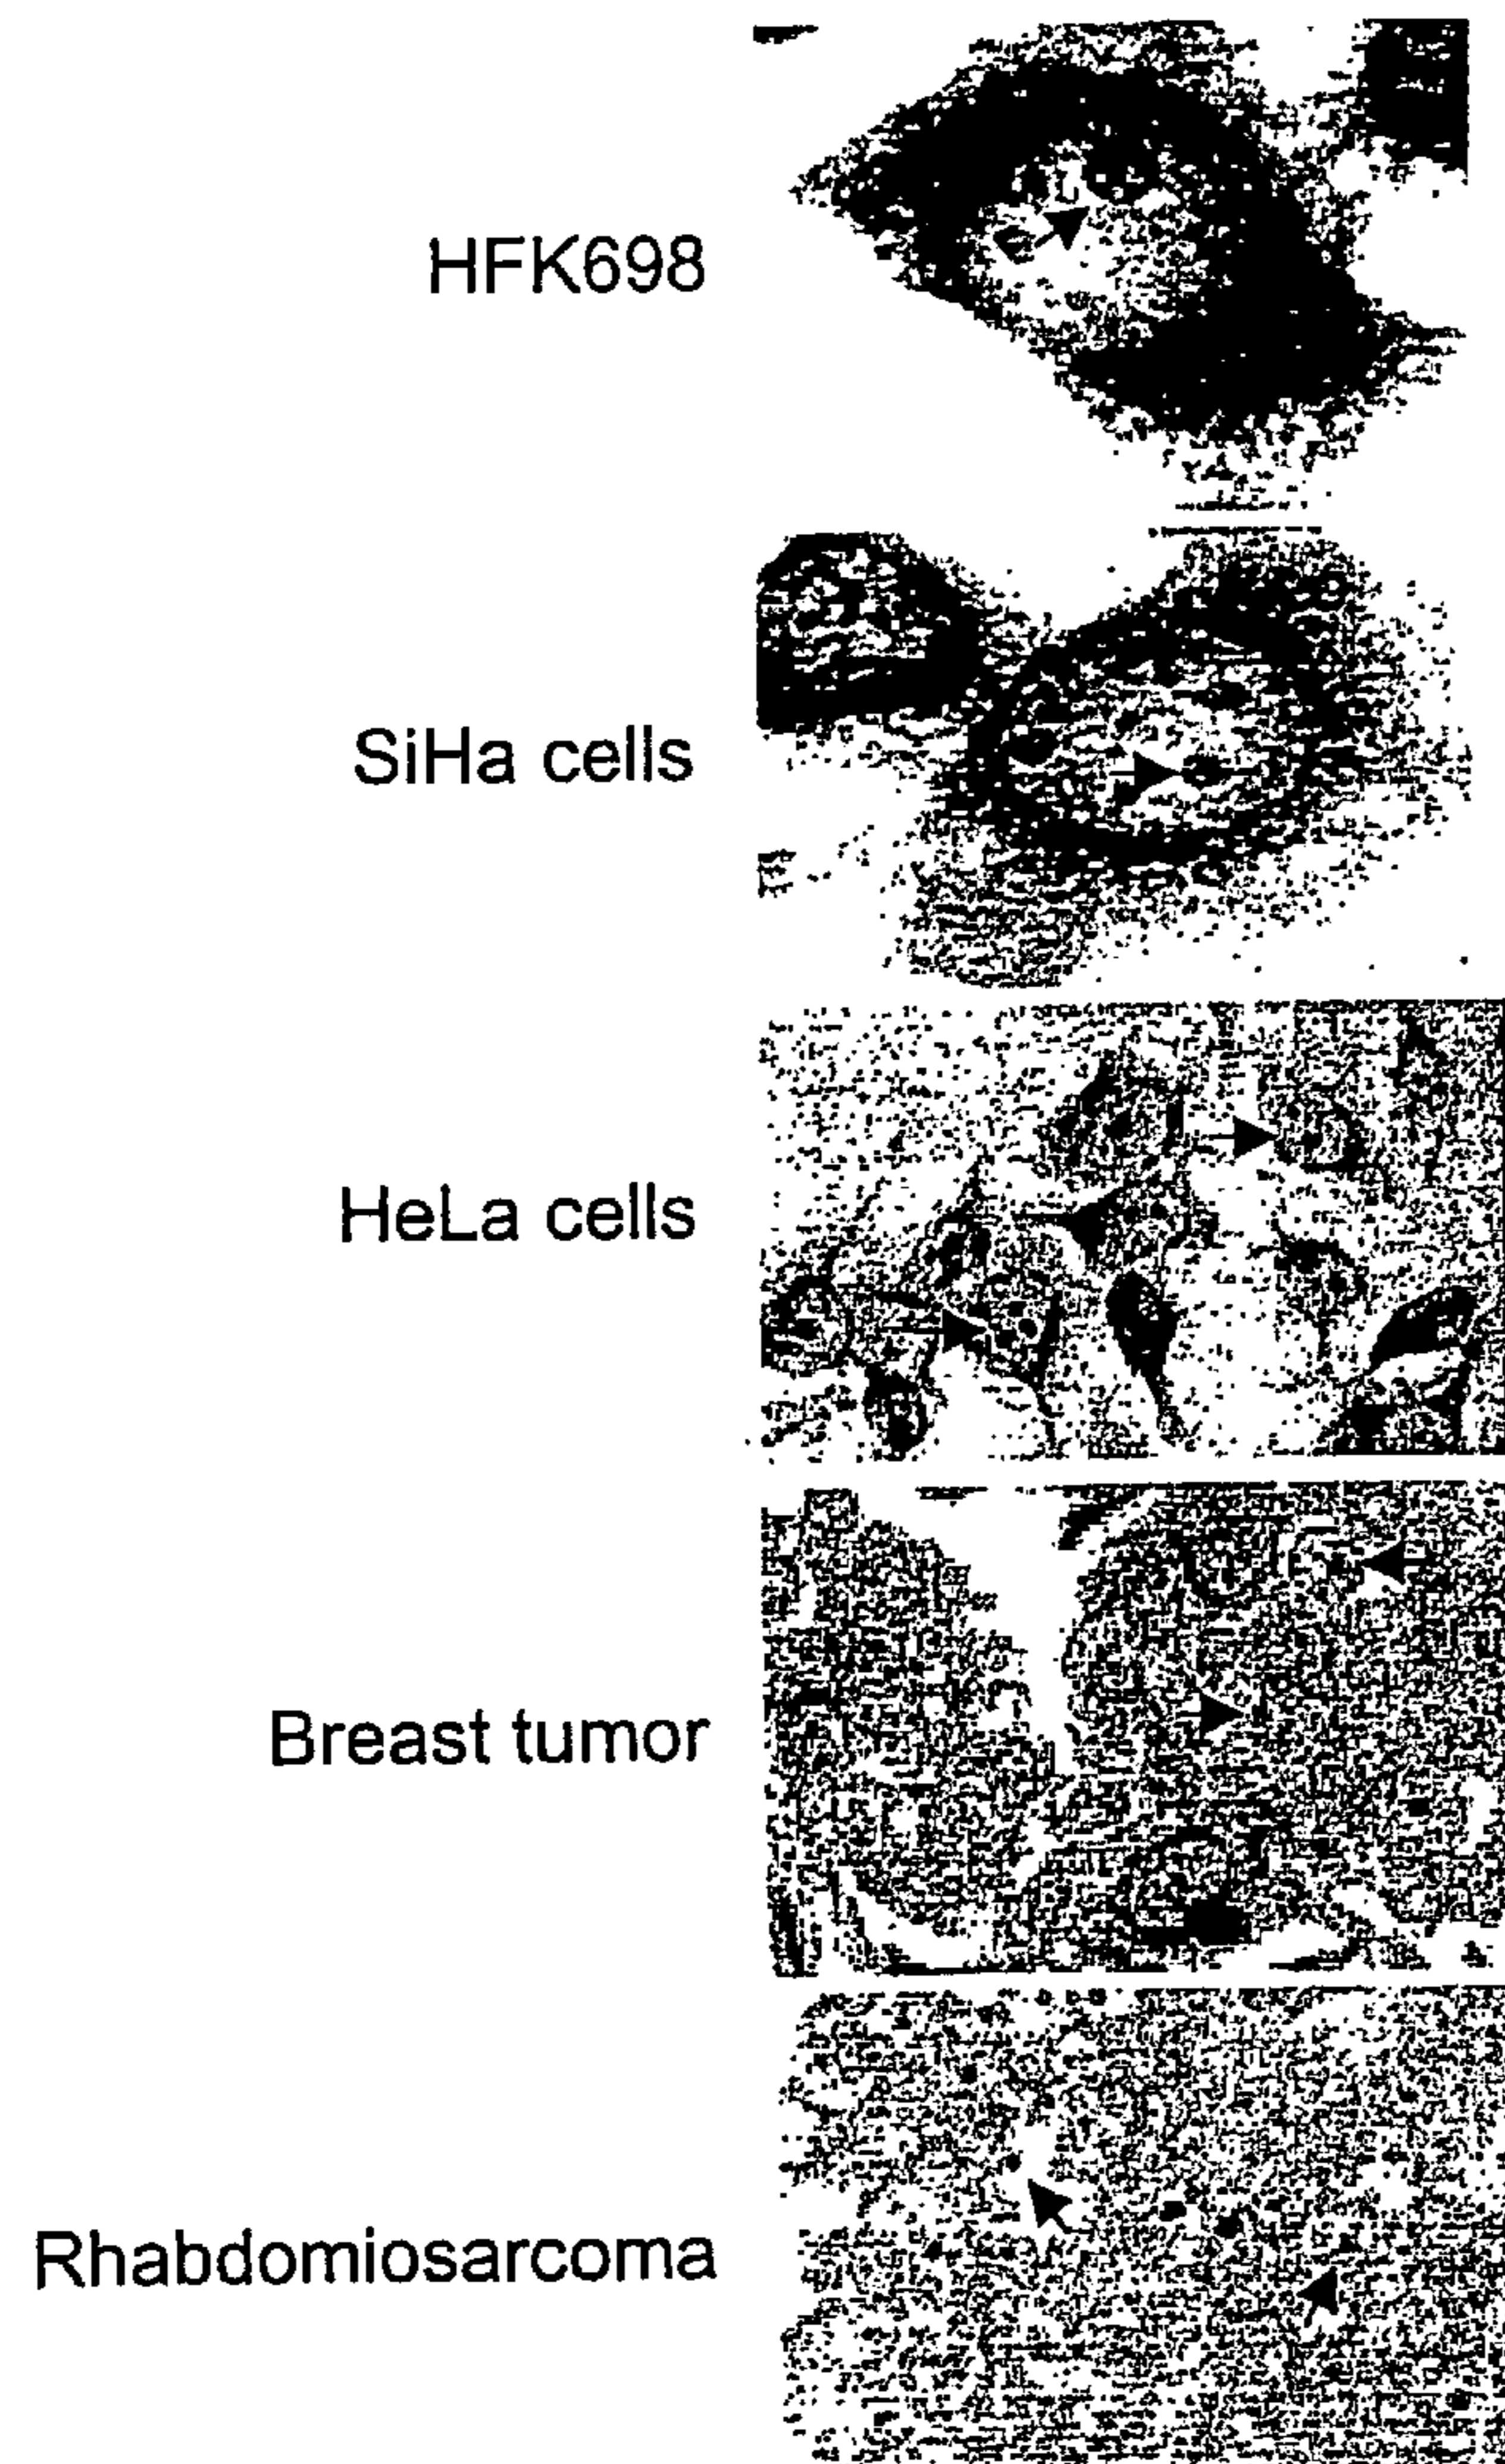 HFK698
SiHa cells
HeLa cells
Breast tumor
Rhabdomiosarcoma